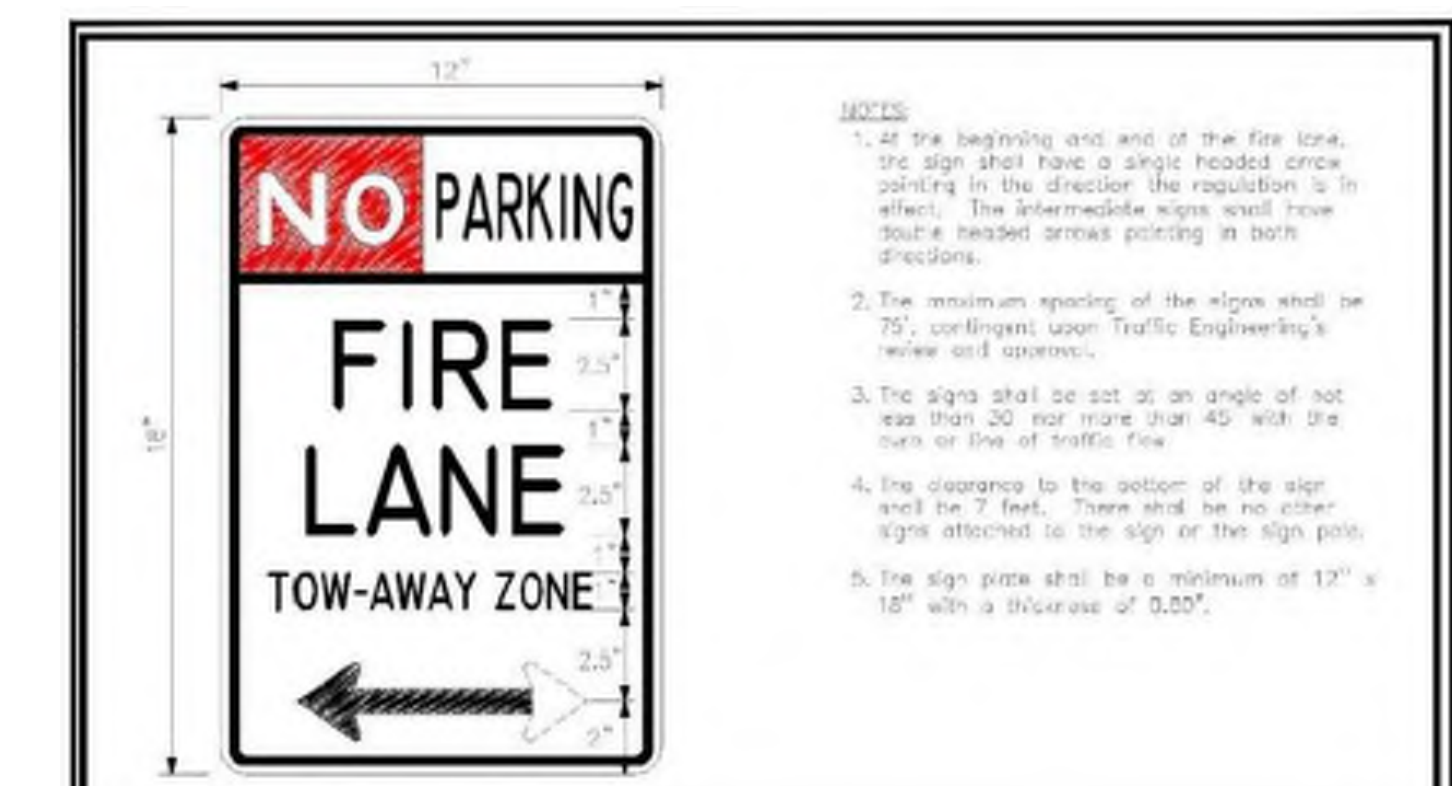 12"
NO PARKING
FIRE
LANE
TOW-AWAY ZONE
18"
1"
2.5"
1"
2.5"
1"
1"
2.5"
2"
NOTES:
1. At the beginning and end of the fire lane,
the sign shall have a single headed arrow
pointing in the direction the regulation is in
effect. The intermediate signs shall have
double headed arrows pointing in both
directions.
2. The maximum spacing of the signs shall be
75', contingent upon Traffic Engineering's
review and approval.
3. The signs shall be set at an angle of not
less than 30 nor more than 45 with the
or line of traffic flow
4. The clearance to the bottom of the sign
shall be 7 feet. There shall be no other
signs attached to the sign or the sign pole.
5. The sign plate shall be a minimum of 12" x
18" with a thickness of